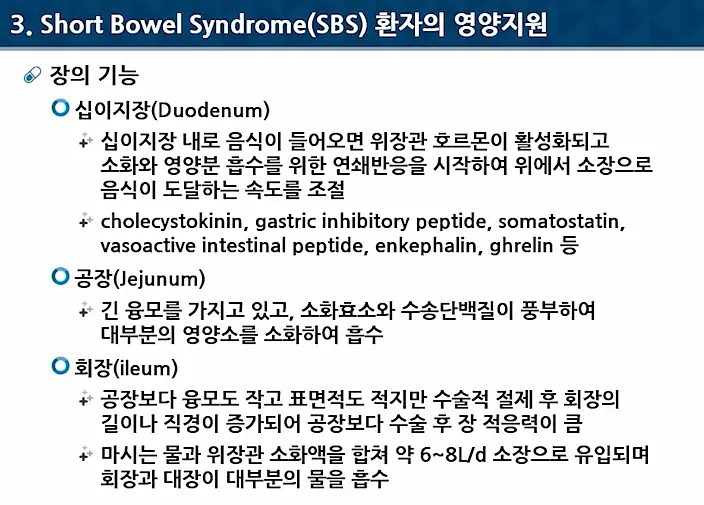 3. Short Bowel Syndrome(SBS) 환자의 영양지원
장의 기능
십이지장(Duodenum)
십이지장 내로 음식이 들어오면 위장관 호르몬이 활성화되고
소화와 영양분 흡수를 위한 연쇄반응을 시작하여 위에서 소장으로
음식이 도달하는 속도를 조절
cholecystokinin, gastric inhibitory peptide, somatostatin,
vasoactive intestinal peptide, enkephalin, ghrelin 등
공장(Jejunum)
긴 융모를 가지고 있고, 소화효소와 수송단백질이 풍부하여
대부분의 영양소를 소화하여 흡수
회장(ileum)
공장보다 융모도 작고 표면적도 적지만 수술적 절제 후 회장의
길이나 직경이 증가되어 공장보다 수술 후 장 적응력이 큼
마시는 물과 위장관 소화액을 합쳐 약 6~8L/d 소장으로 유입되며
회장과 대장이 대부분의 물을 흡수